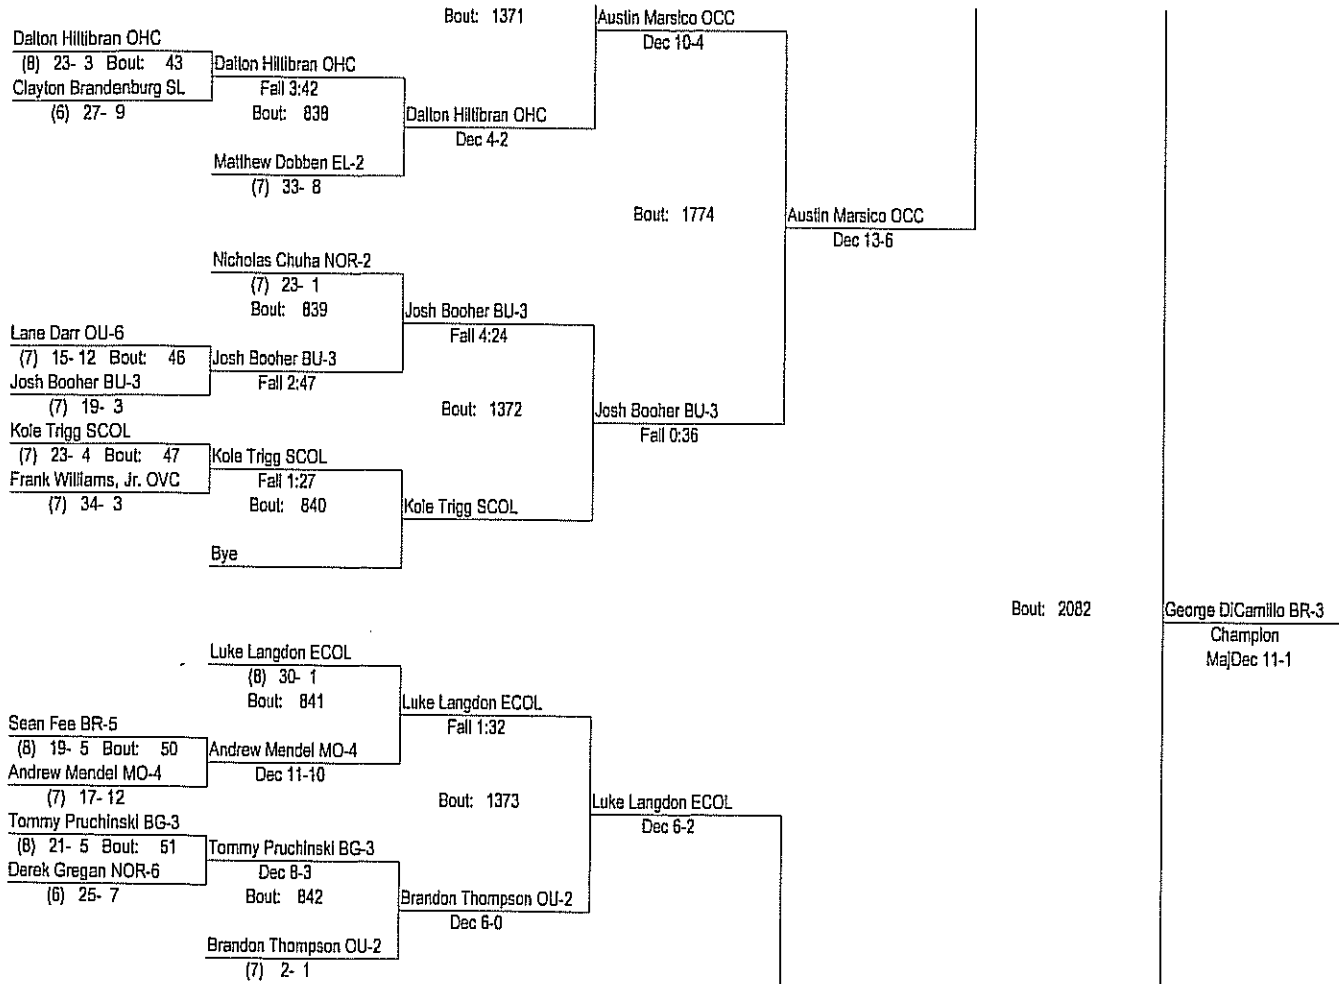 Bout: 1371
Austin Marsico OCC
Dec 10-4
Dalton Hiltibran OHC
(8) 23- 3 Bout: 43
Clayton Brandenburg SL
(6) 27- 9
Dalton Hiltibran OHC
Fall 3:42
Bout: 838
Dalton Hiltibran OHC
Dec 4-2
Matthew Dobben EL-2
(7) 33- 8
Bout: 1774
Austin Marsico OCC
Dec 13-6
Nicholas Chuha NOR-2
(7) 23- 1
Bout: 839
Josh Booher BU-3
Fall 4:24
Lane Darr OU-6
(7) 15- 12 Bout: 46
Josh Booher BU-3
(7) 19- 3
Josh Booher BU-3
Fall 2:47
Bout: 1372
Josh Booher BU-3
Fall 0:36
Kole Trigg SCOL
(7) 23- 4 Bout: 47
Frank Williams, Jr. OVC
(7) 34- 3
Kole Trigg SCOL
Fall 1:27
Bout: 840
Kole Trigg SCOL
Bye
Bout: 2082
George DiCamillo BR-3
Champion
MajDec 11-1
Luke Langdon ECOL
(8) 30- 1
Bout: 841
Luke Langdon ECOL
Fall 1:32
Sean Fee BR-5
(8) 19- 5 Bout: 50
Andrew Mendel MO-4
(7) 17- 12
Andrew Mendel MO-4
Dec 11-10
Bout: 1373
Luke Langdon ECOL
Dec 6-2
Tommy Pruchinski BG-3
(8) 21- 5 Bout: 51
Derek Gregan NOR-6
(6) 25- 7
Tommy Pruchinski BG-3
Dec 8-3
Bout: 842
Brandon Thompson OU-2
Dec 6-0
Brandon Thompson OU-2
(7) 2- 1